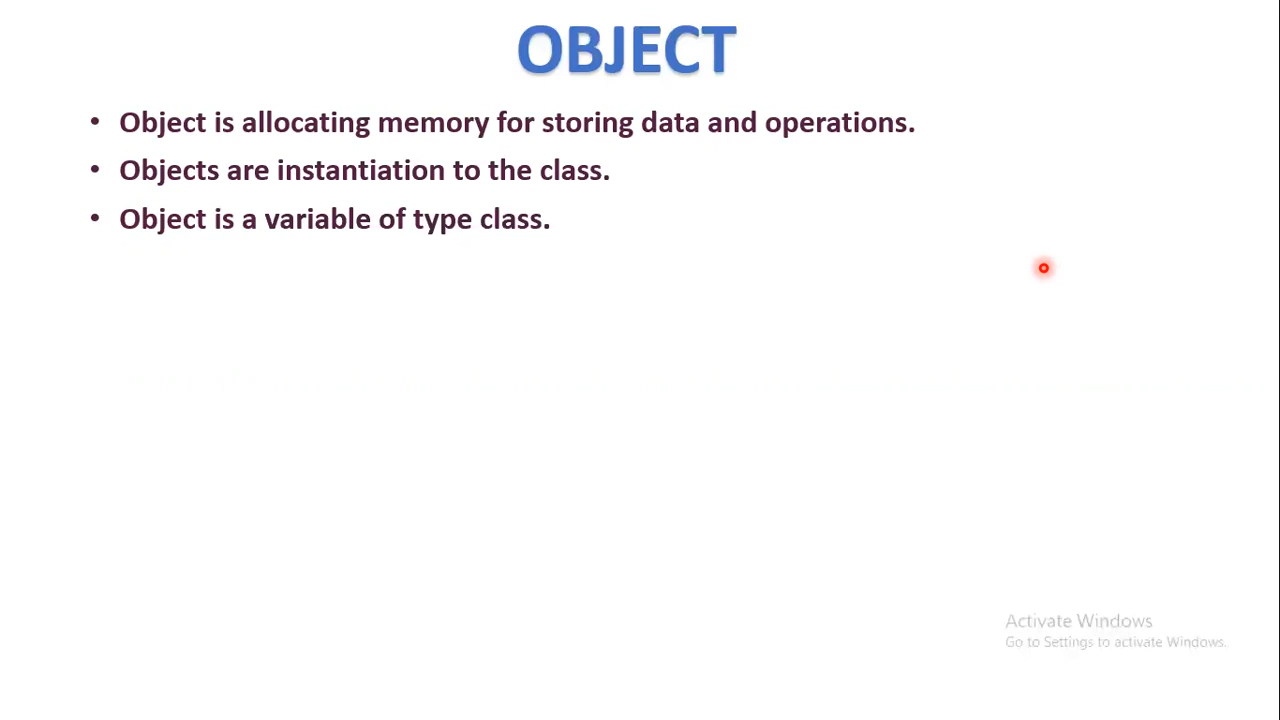 OBJECT
• Object is allocating memory for storing data and operations.
• Objects are instantiation to the class.
• Object is a variable of type class.
Activate Windows
Go to Settings to activate Windows.